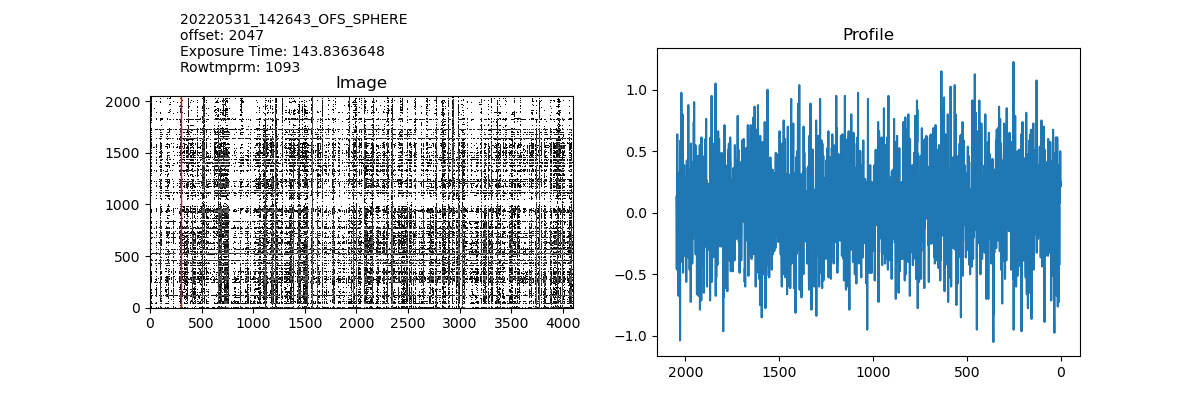 20220531_142643_OFS_SPHERE
offset: 2047
Exposure Time: 143.8363648
Rowtmprm: 1093
Image
2000
1500
1000
500
0
0 500 1000 1500 2000 2500 3000 3500 4000
Profile
1.0
0.5
0.0
−0.5
−1.0
2000 1500 1000 500 0